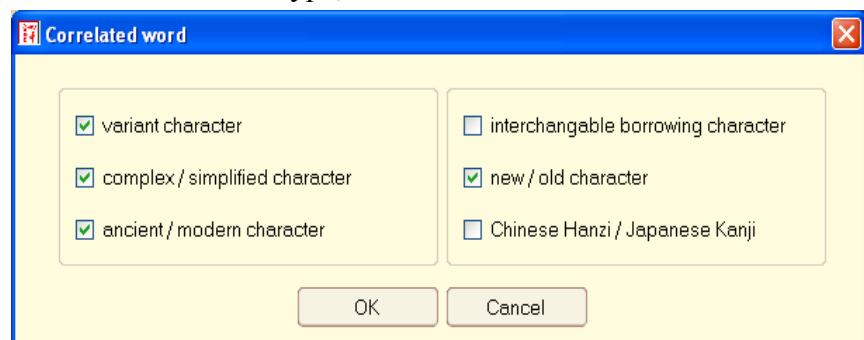 Correlated word
variant character
complex / simplified character
ancient / modern character
interchangable borrowing character
new / old character
Chinese Hanzi / Japanese Kanji
OK
Cancel